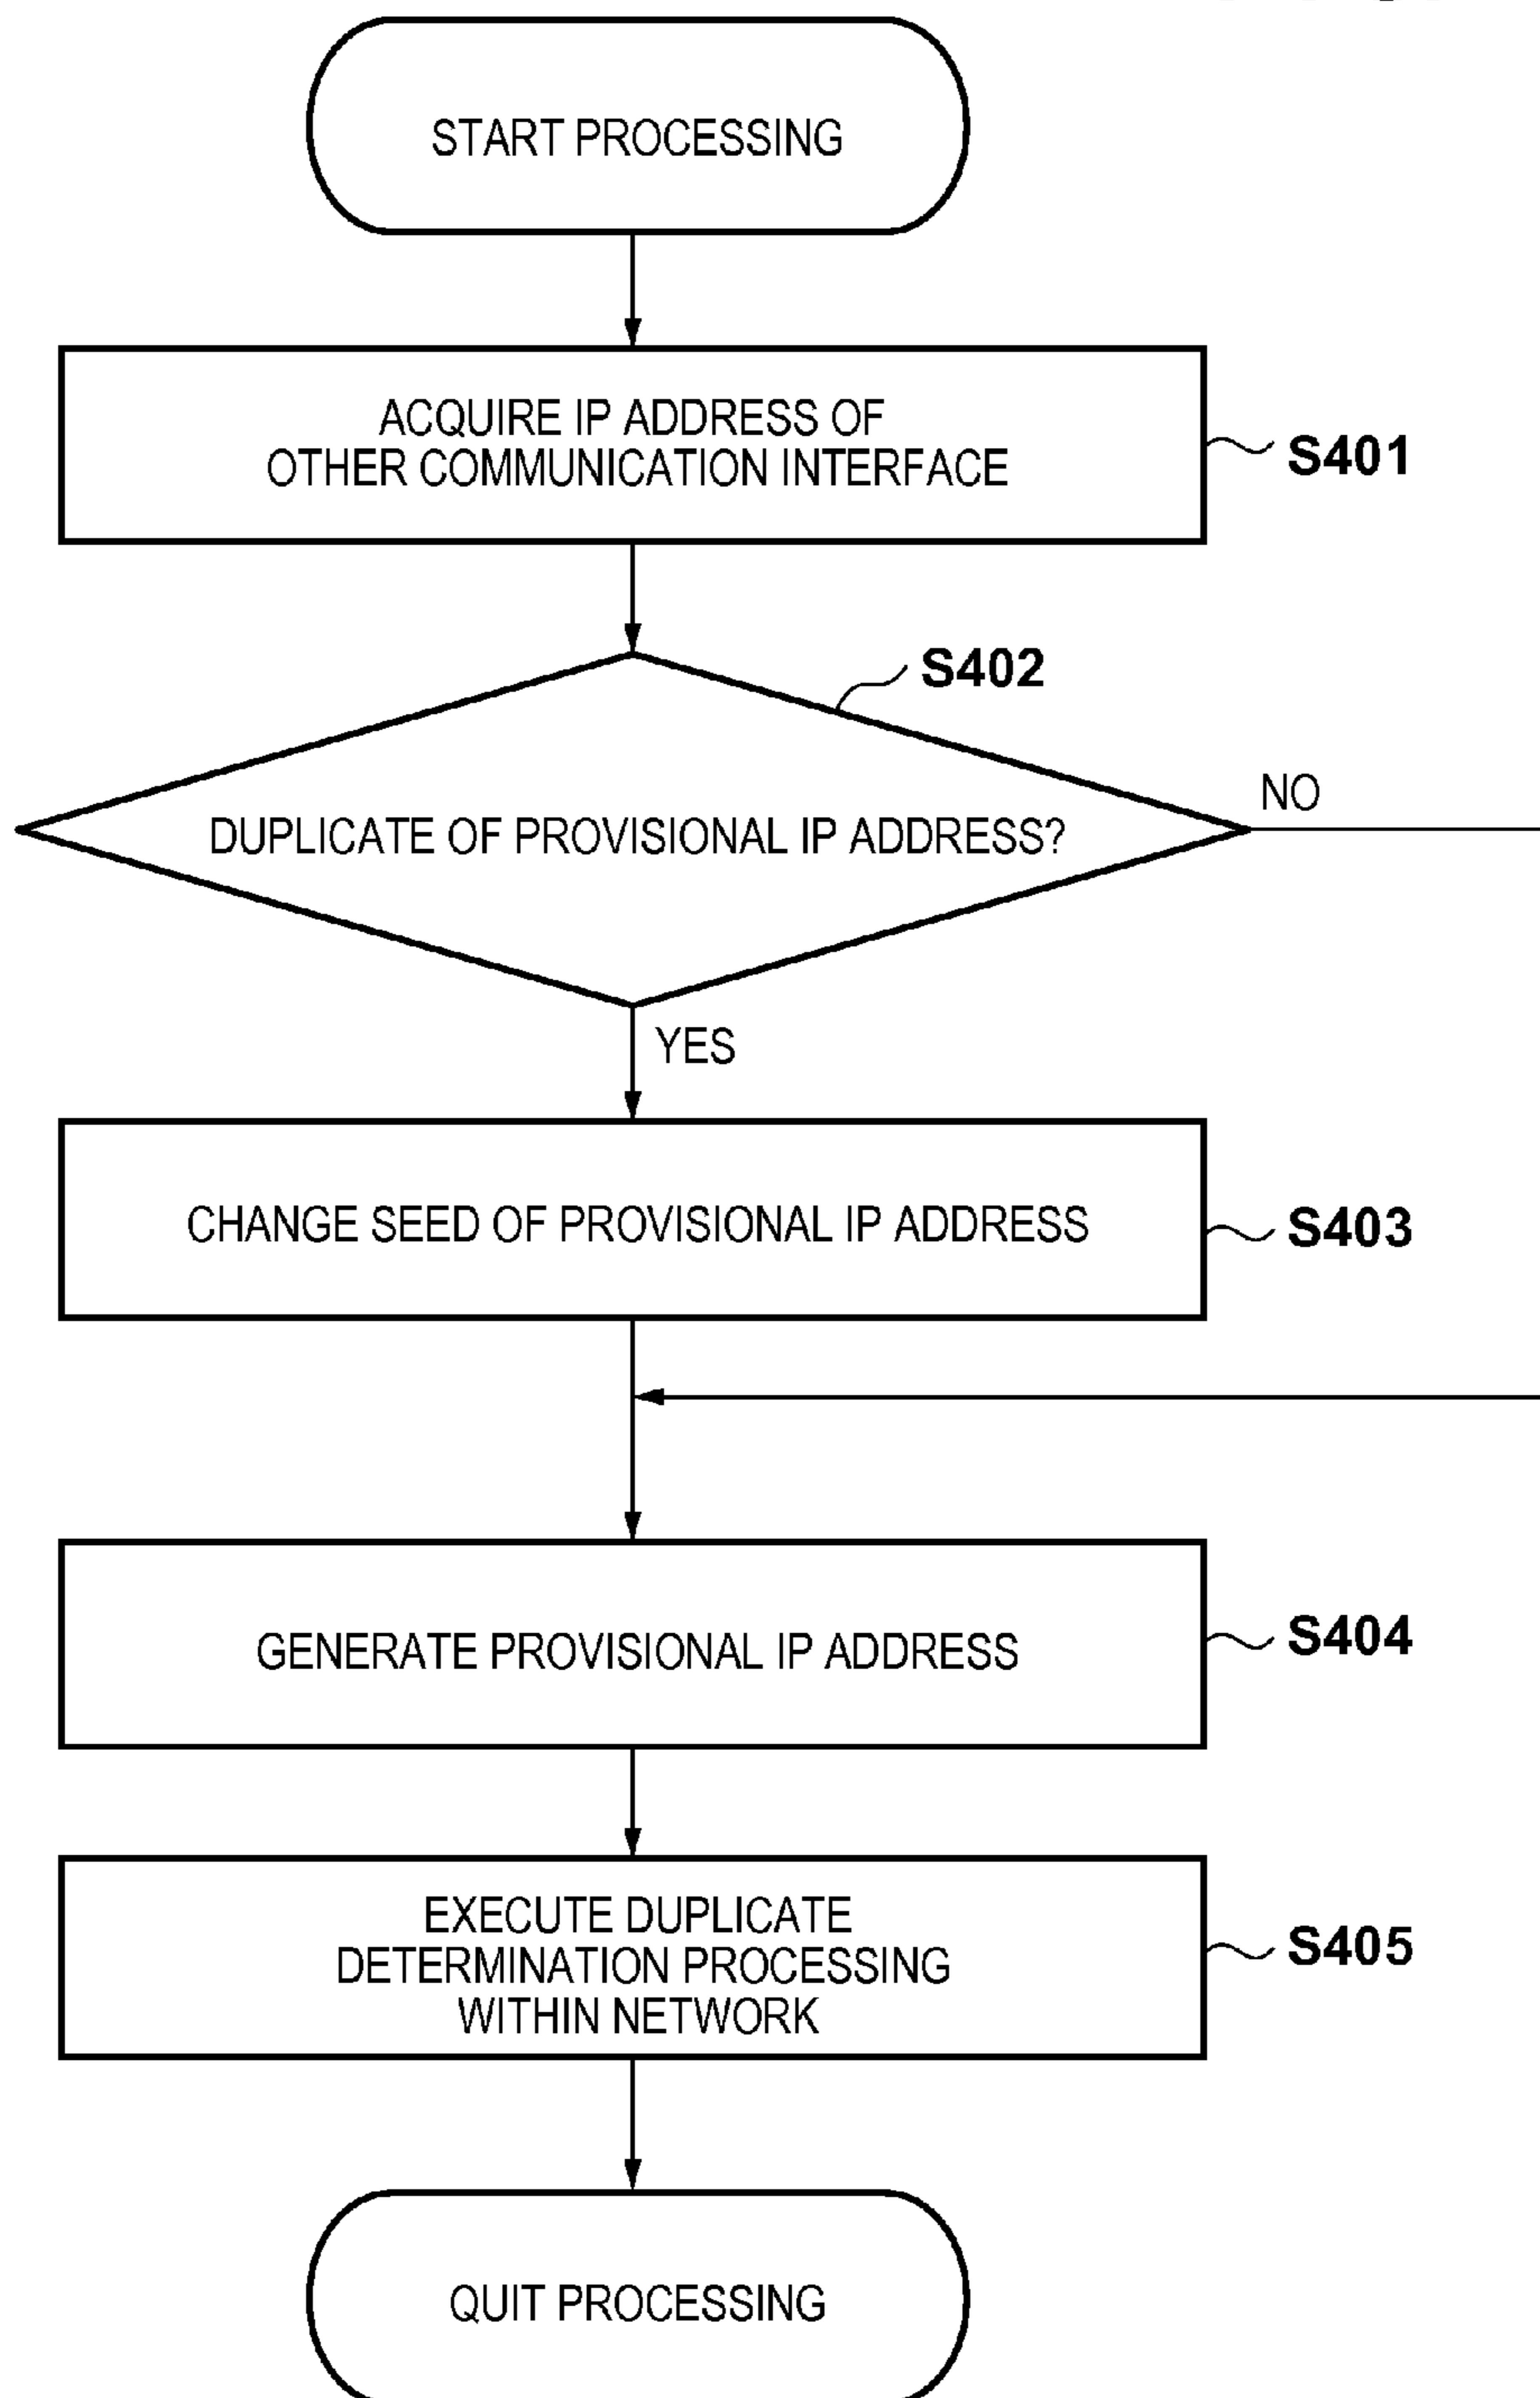 START PROCESSING
ACQUIRE IP ADDRESS OF
OTHER COMMUNICATION INTERFACE
S401
S402
DUPLICATE OF PROVISIONAL IP ADDRESS?
NO
YES
CHANGE SEED OF PROVISIONAL IP ADDRESS
S403
GENERATE PROVISIONAL IP ADDRESS
S404
EXECUTE DUPLICATE
DETERMINATION PROCESSING
WITHIN NETWORK
S405
QUIT PROCESSING